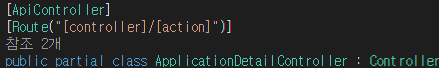 [ApiController]
[Route("[controller]/[action]")]
참조 2개
public partial class ApplicationDetailController : Controller